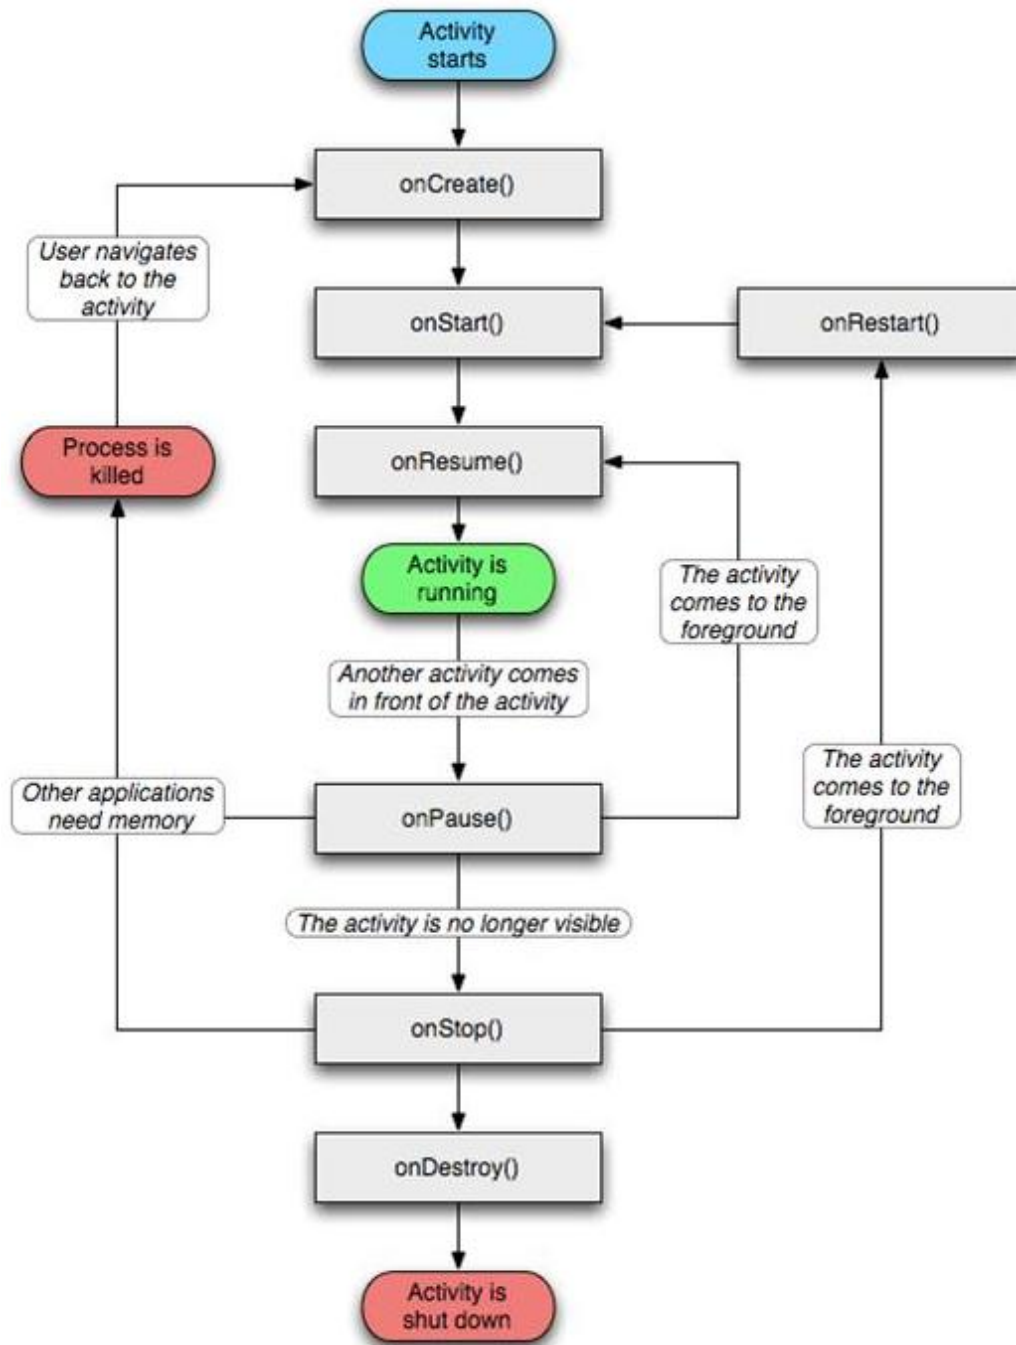 Activity
starts
onCreate()
User navigates
back to the
activity
onStart()
onRestart()
Process is
killed
onResume()
Activity is
running
The activity
comes to the
foreground
Another activity comes
in front of the activity
Other applications
need memory
onPause()
The activity
comes to the
foreground
The activity is no longer visible
onStop()
onDestroy()
Activity is
shut down